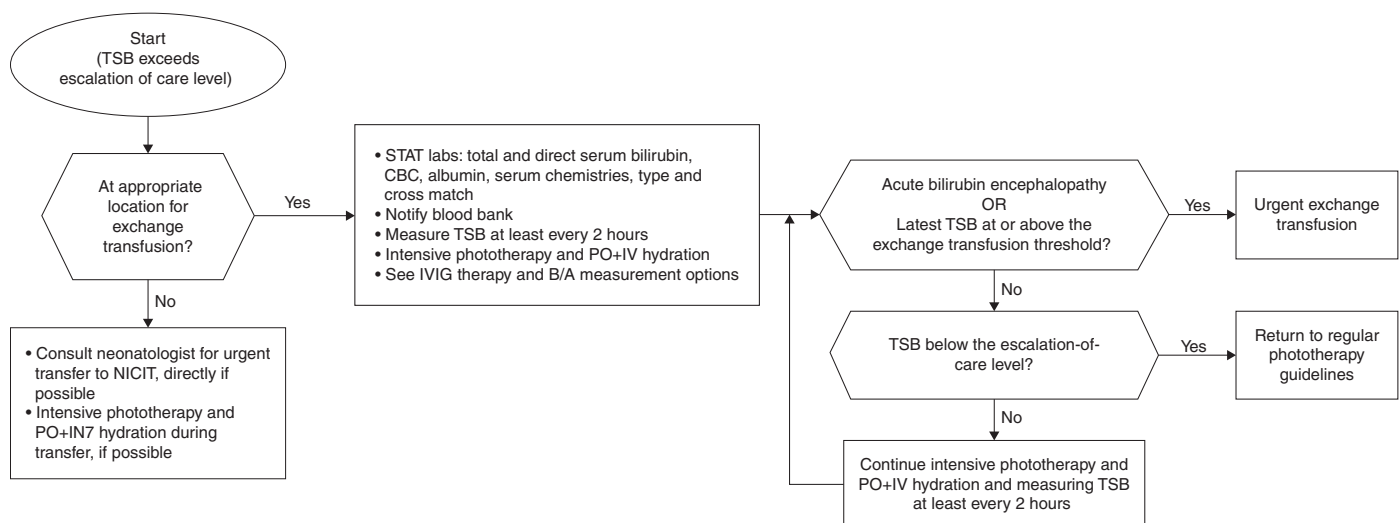 Start
(TSB exceeds
escalation of care level)
At appropriate
location for
exchange
transfusion?
Yes
No
• Consult neonatologist for urgent
transfer to NICIT, directly if
possible
• Intensive phototherapy and
PO+IN7 hydration during
transfer, if possible
• STAT labs: total and direct serum bilirubin,
CBC, albumin, serum chemistries, type and
cross match
• Notify blood bank
• Measure TSB at least every 2 hours
• Intensive phototherapy and PO+IV hydration
• See IVIG therapy and B/A measurement options
Acute bilirubin encephalopathy
OR
Latest TSB at or above the
exchange transfusion threshold?
Yes
Urgent exchange
transfusion
No
TSB below the escalation-of-
care level?
Yes
Return to regular
phototherapy
guidelines
No
Continue intensive phototherapy and
PO+IV hydration and measuring TSB
at least every 2 hours